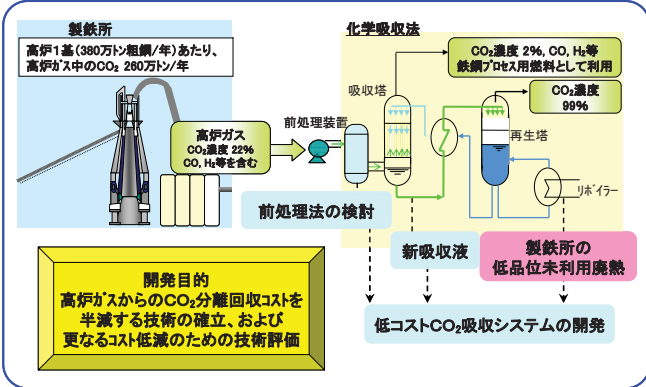 製鉄所
高炉1基(380万トン粗鋼/年)あたり、
高炉ガス中のCO₂ 260万トン/年
高炉ガス
CO₂濃度 22%
CO, H₂等を含む
化学吸収法
CO₂濃度 2%, CO, H₂等
鉄鋼プロセス用燃料として利用
CO₂濃度
99%
吸収塔
前処理装置
再生塔
リボイラー
前処理法の検討
新吸収液
製鉄所の
低品位未利用廃熱
開発目的
高炉ガスからのCO₂分離回収コストを
半減する技術の確立、および
更なるコスト低減のための技術評価
低コストCO₂吸収システムの開発